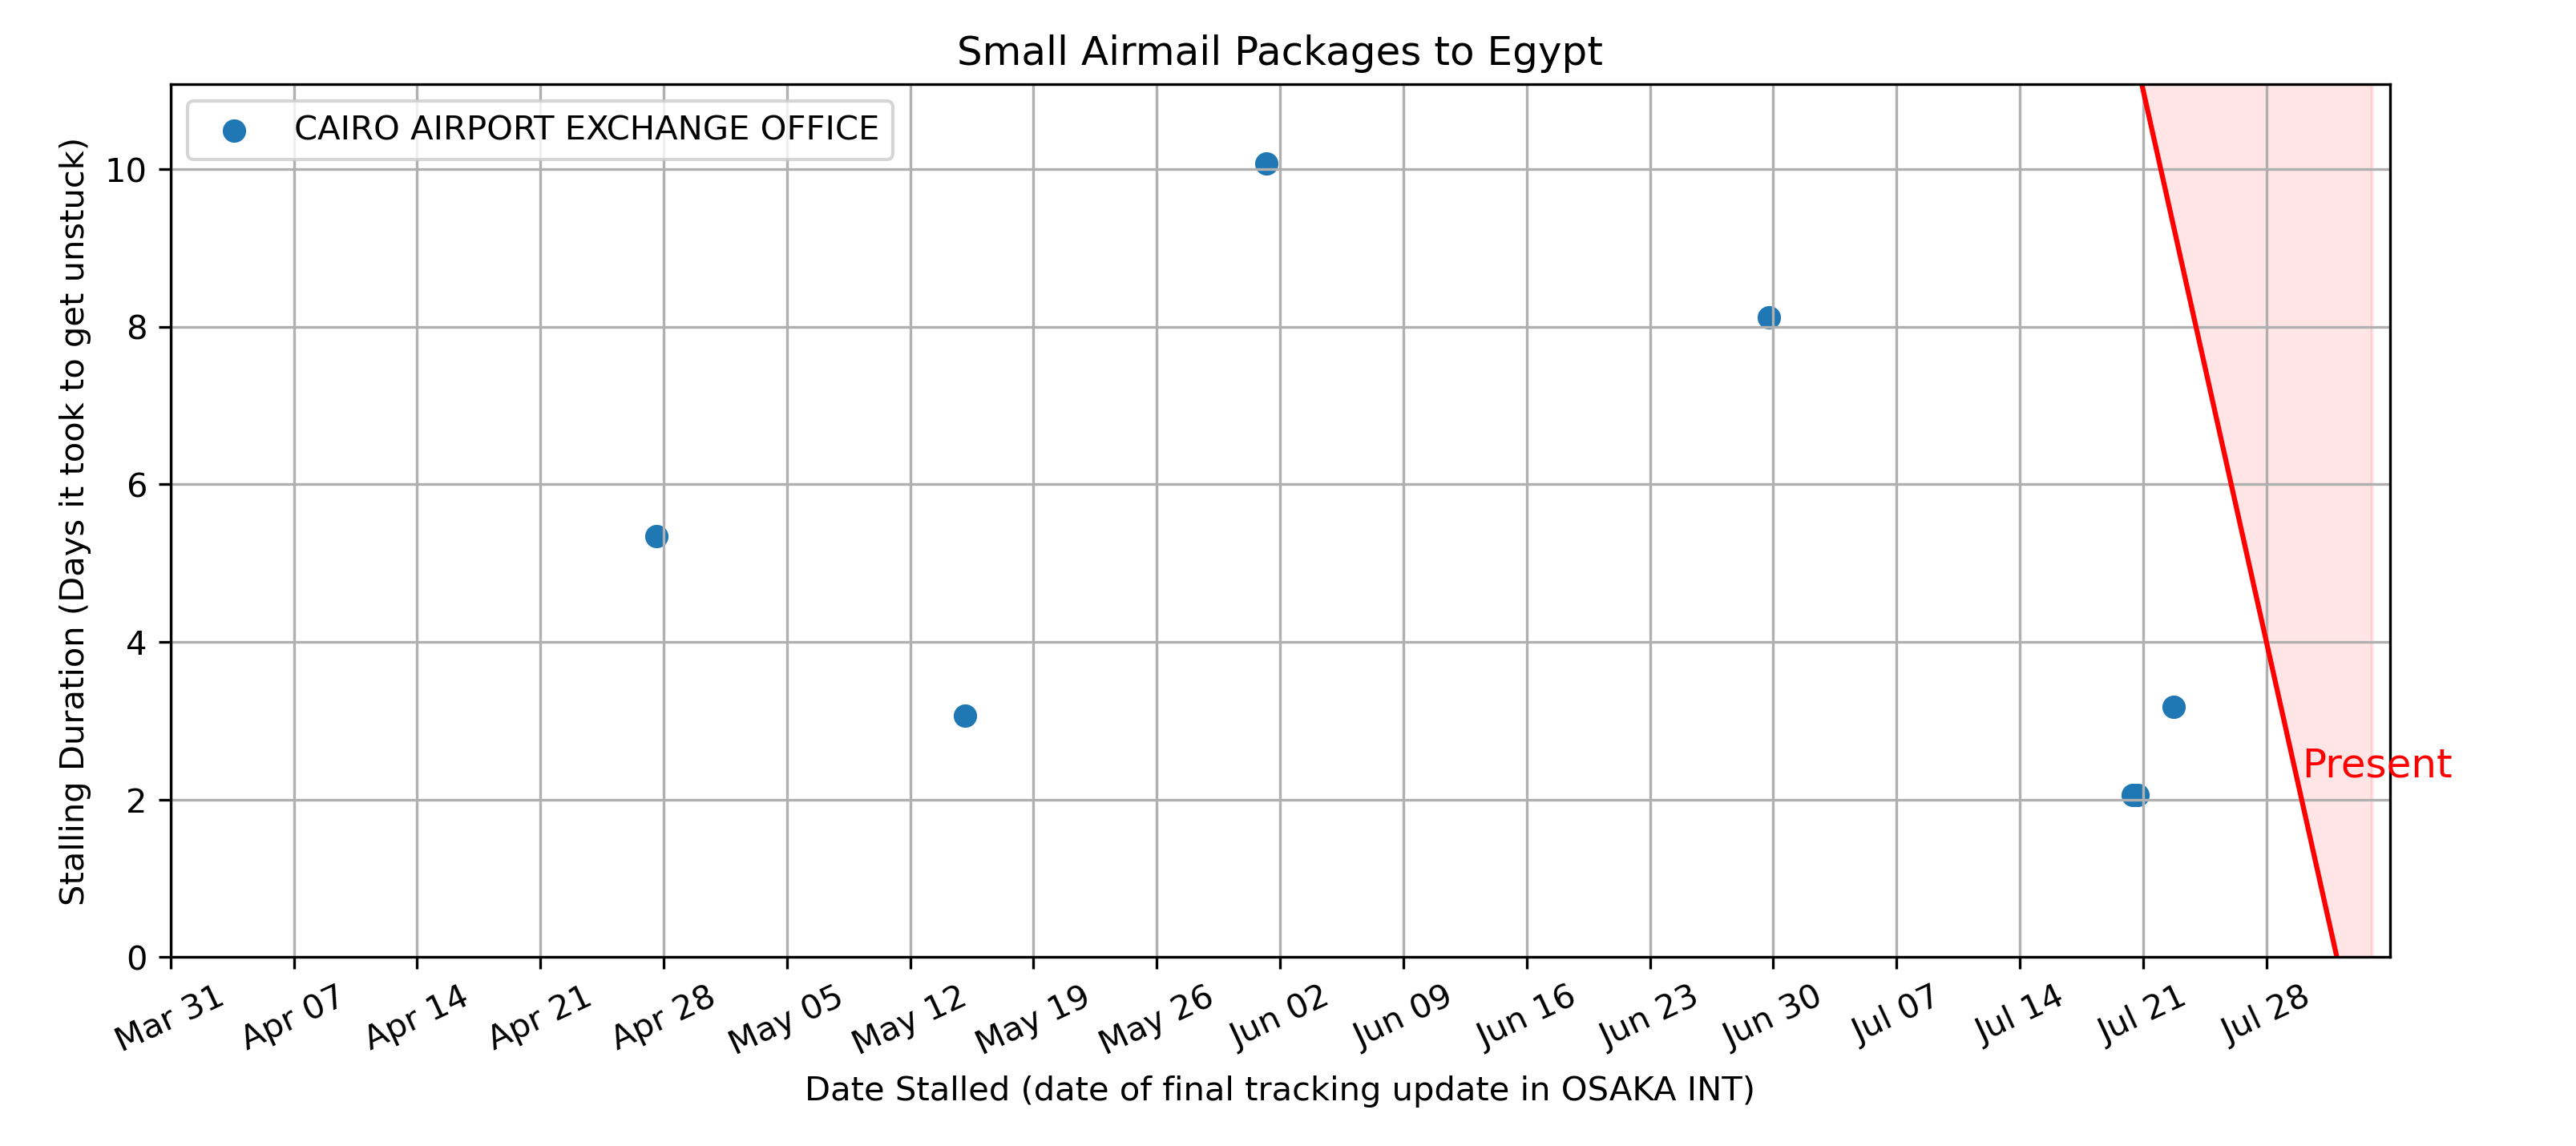 Small Airmail Packages to Egypt
CAIRO AIRPORT EXCHANGE OFFICE
Stalling Duration (Days it took to get unstuck)
10
8
6
4
2
0
Present
Mar 31
Apr 07
Apr 14
Apr 21
Apr 28
May 05
May 12
May 19
May 26
Jun 02
Jun 09
Jun 16
Jun 23
Jun 30
Jul 07
Jul 14
Jul 21
Jul 28
Date Stalled (date of final tracking update in OSAKA INT)